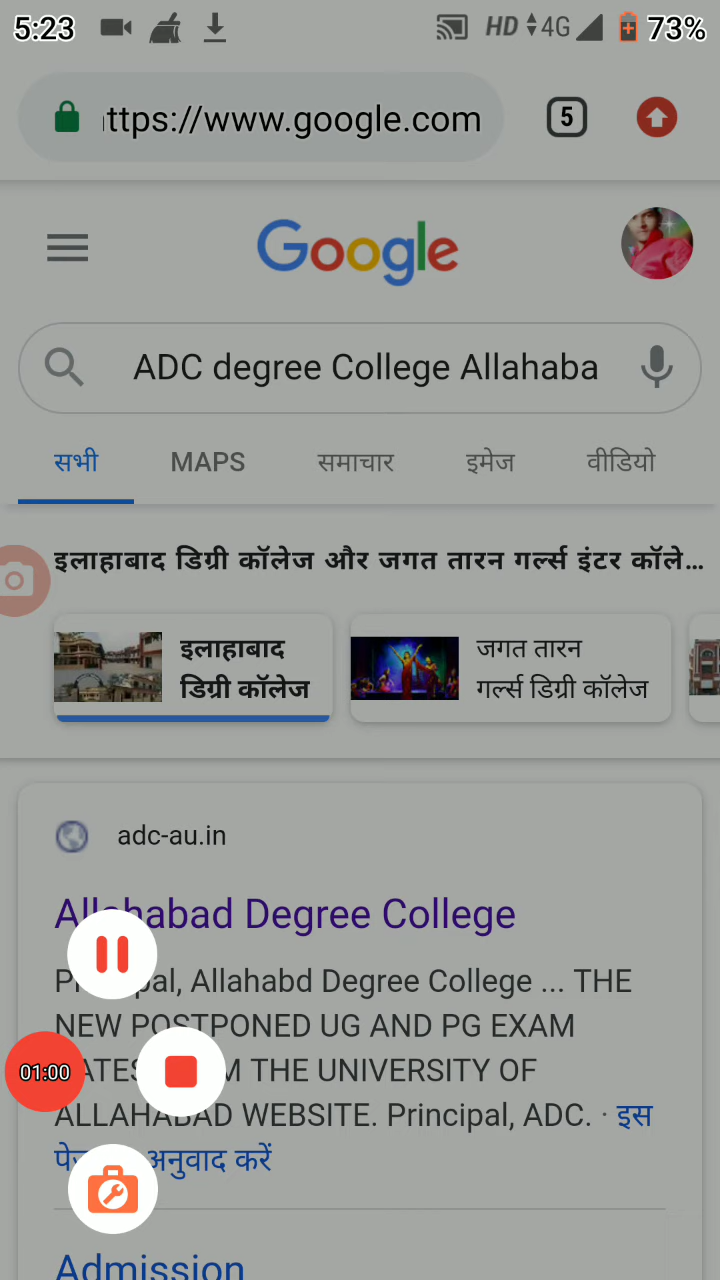 5:23 HD 4G 73%
ttps://www.google.com 5
Google
ADC degree College Allahaba
सभी MAPS समाचार इमेज वीडियो
इलाहाबाद डिग्री कॉलेज और जगत तारन गर्ल्स इंटर कॉले...
इलाहाबाद
डिग्री कॉलेज
जगत तारन
गर्ल्स डिग्री कॉलेज
adc-au.in
Allahabad Degree College
pal, Allahabd Degree College ... THE
NEW POSTPONED UG AND PG EXAM
01:00 THE UNIVERSITY OF
ALLAHABAD WEBSITE. Principal, ADC. · इस
अनुवाद करें
Admission